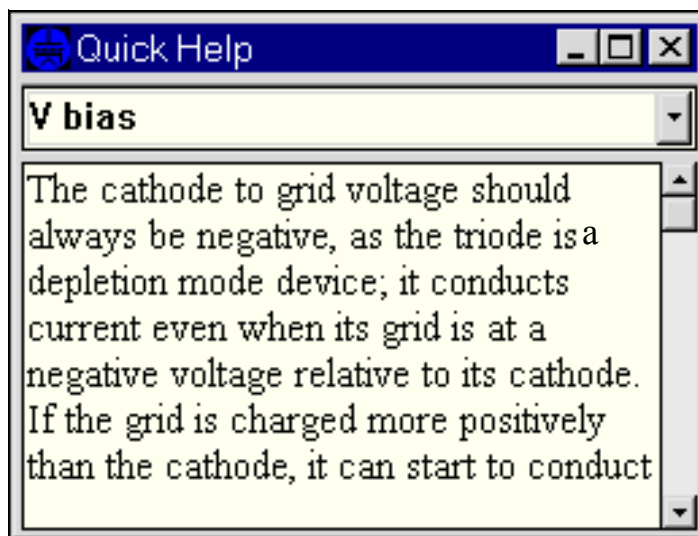 Quick Help
V bias
The cathode to grid voltage should
always be negative, as the triode is a
depletion mode device; it conducts
current even when its grid is at a
negative voltage relative to its cathode.
If the grid is charged more positively
than the cathode, it can start to conduct